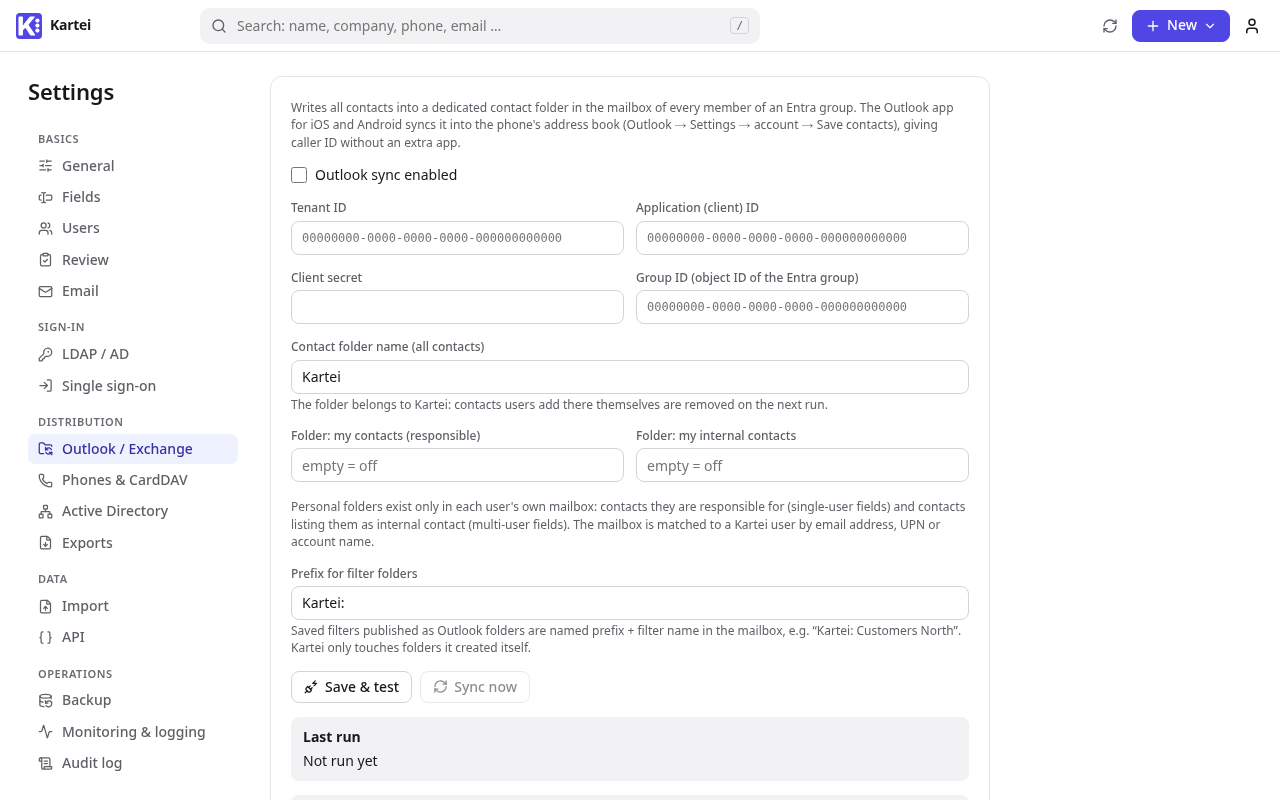 Kartei
Search: name, company, phone, email ...
/
New
Settings
BASICS
General
Fields
Users
Review
Email
SIGN-IN
LDAP / AD
Single sign-on
DISTRIBUTION
Outlook / Exchange
Phones & CardDAV
Active Directory
Exports
DATA
Import
API
OPERATIONS
Backup
Monitoring & logging
Audit log
Writes all contacts into a dedicated contact folder in the mailbox of every member of an Entra group. The Outlook app
for iOS and Android syncs it into the phone's address book (Outlook → Settings → account → Save contacts), giving
caller ID without an extra app.
Outlook sync enabled
Tenant ID
Application (client) ID
00000000-0000-0000-0000-000000000000
00000000-0000-0000-0000-000000000000
Client secret
Group ID (object ID of the Entra group)
00000000-0000-0000-0000-000000000000
Contact folder name (all contacts)
Kartei
The folder belongs to Kartei: contacts users add there themselves are removed on the next run.
Folder: my contacts (responsible)
Folder: my internal contacts
empty = off
empty = off
Personal folders exist only in each user's own mailbox: contacts they are responsible for (single-user fields) and contacts
listing them as internal contact (multi-user fields). The mailbox is matched to a Kartei user by email address, UPN or
account name.
Prefix for filter folders
Kartei:
Saved filters published as Outlook folders are named prefix + filter name in the mailbox, e.g. “Kartei: Customers North”.
Kartei only touches folders it created itself.
Save & test
Sync now
Last run
Not run yet